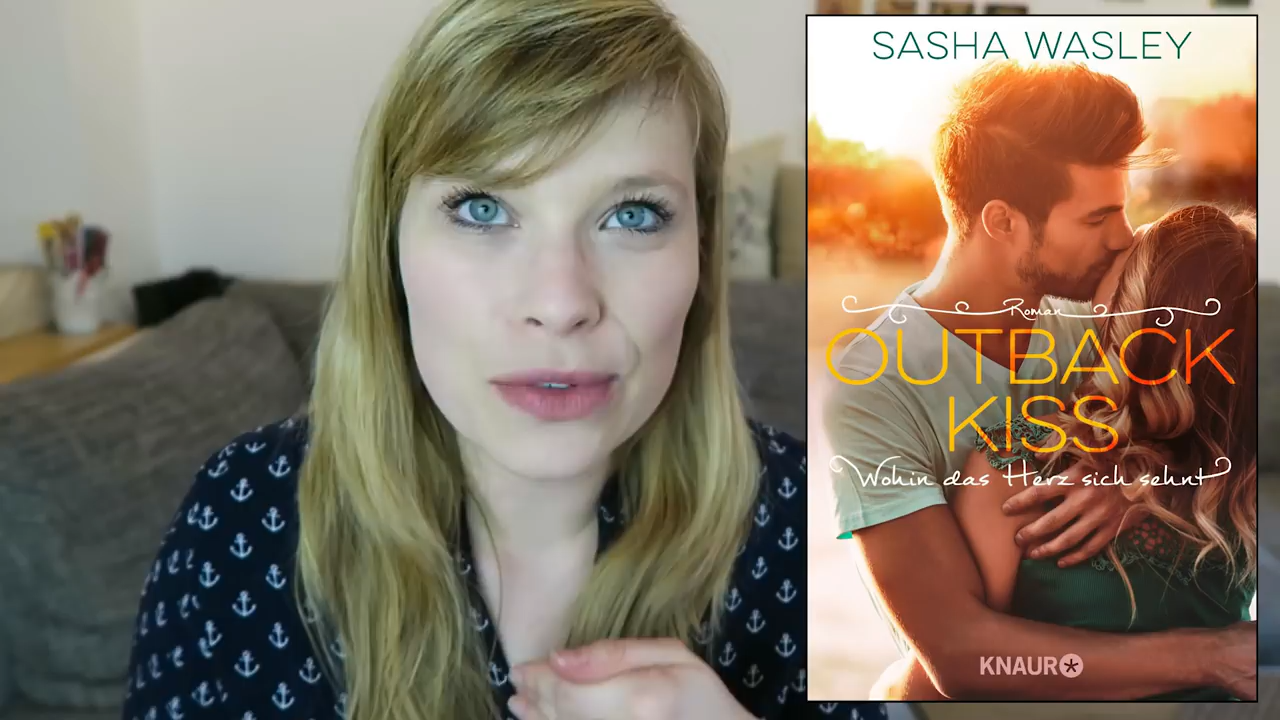 SASHA WASLEY
Roman
OUTBACK
KISS
Wohin das Herz sich sehnt
KNAUR